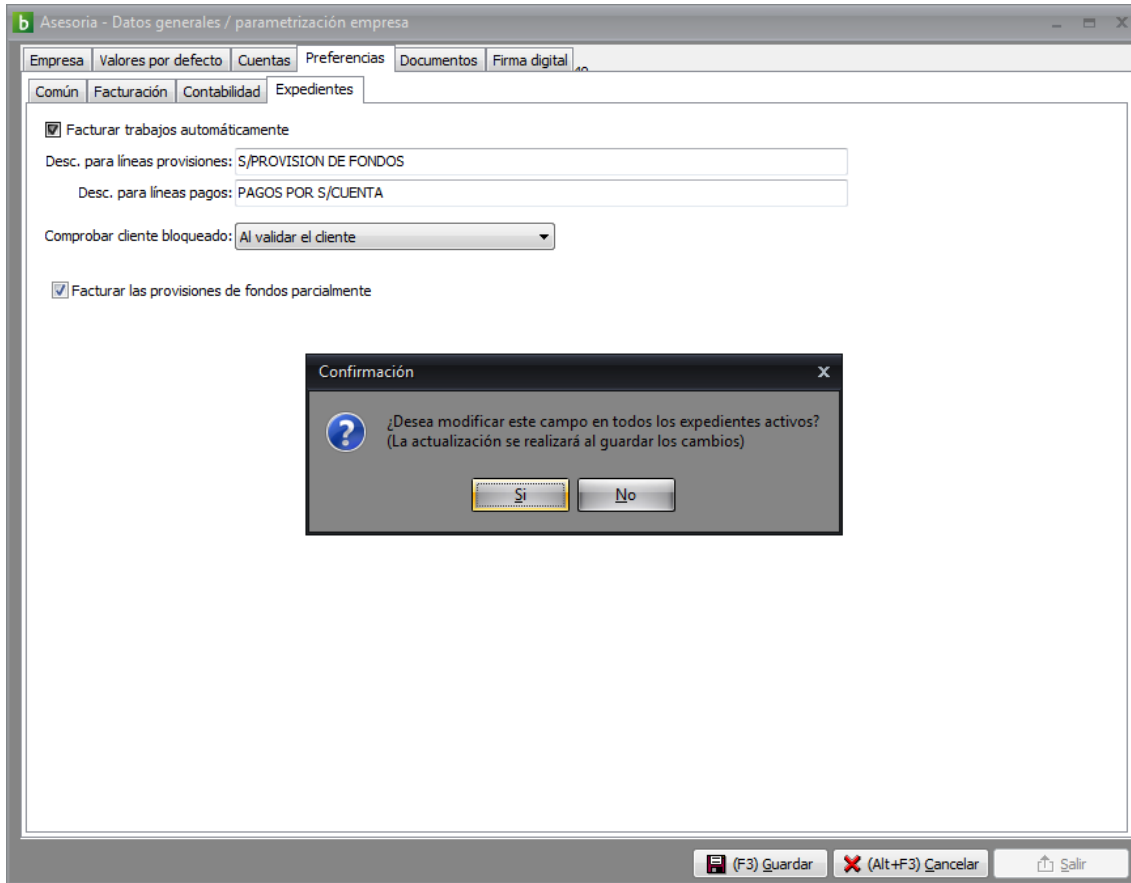 b Asesoria - Datos generales / parametrización empresa
Empresa Valores por defecto Cuentas Preferencias Documentos Firma digital
Común Facturación Contabilidad Expedientes
Facturar trabajos automáticamente
Desc. para líneas provisiones: S/PROVISION DE FONDOS
Desc. para líneas pagos: PAGOS POR S/CUENTA
Comprobar cliente bloqueado: Al validar el cliente
Facturar las provisiones de fondos parcialmente
Confirmación x
¿Desea modificar este campo en todos los expedientes activos?
(La actualización se realizará al guardar los cambios)
Si No
(F3) Guardar (Alt+F3) Cancelar Salir